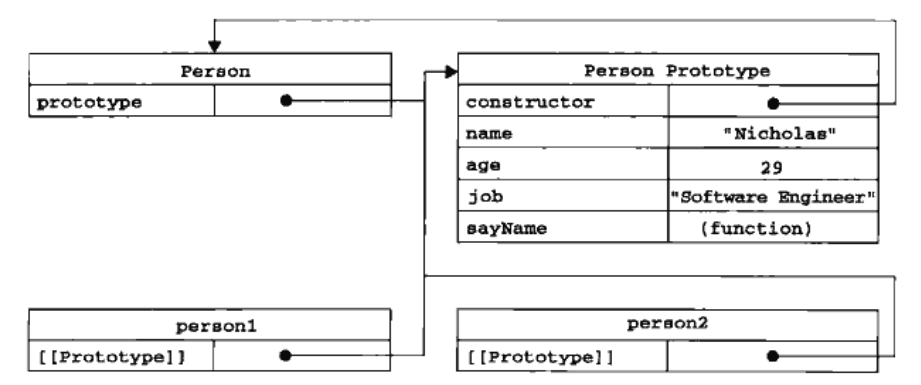 Person
prototype
Person Prototype
constructor
name "Nicholas"
age 29
job "Software Engineer"
sayName (function)
person1
[[Prototype]]
person2
[[Prototype]]